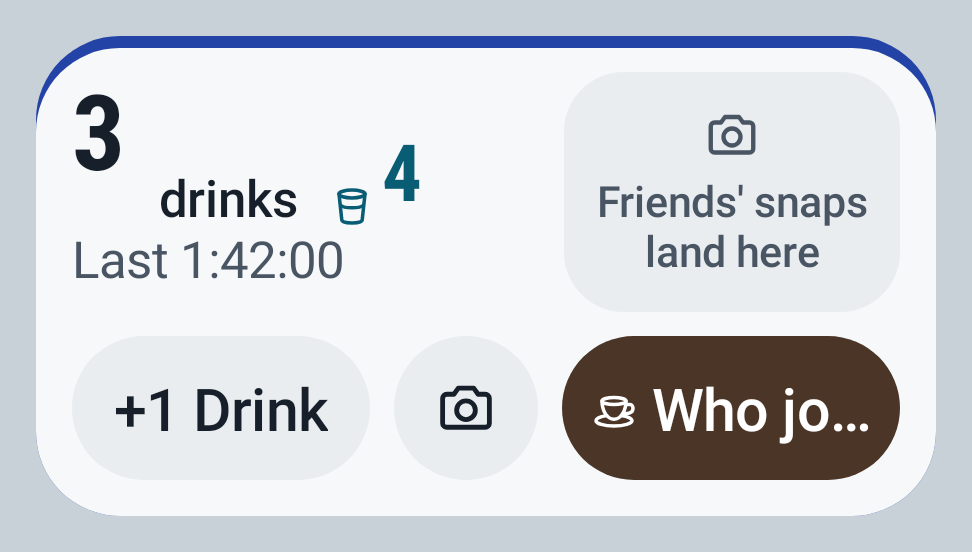 3 drinks 4
Last 1:42:00
Friends' snaps
land here
+1 Drink
Who jo...